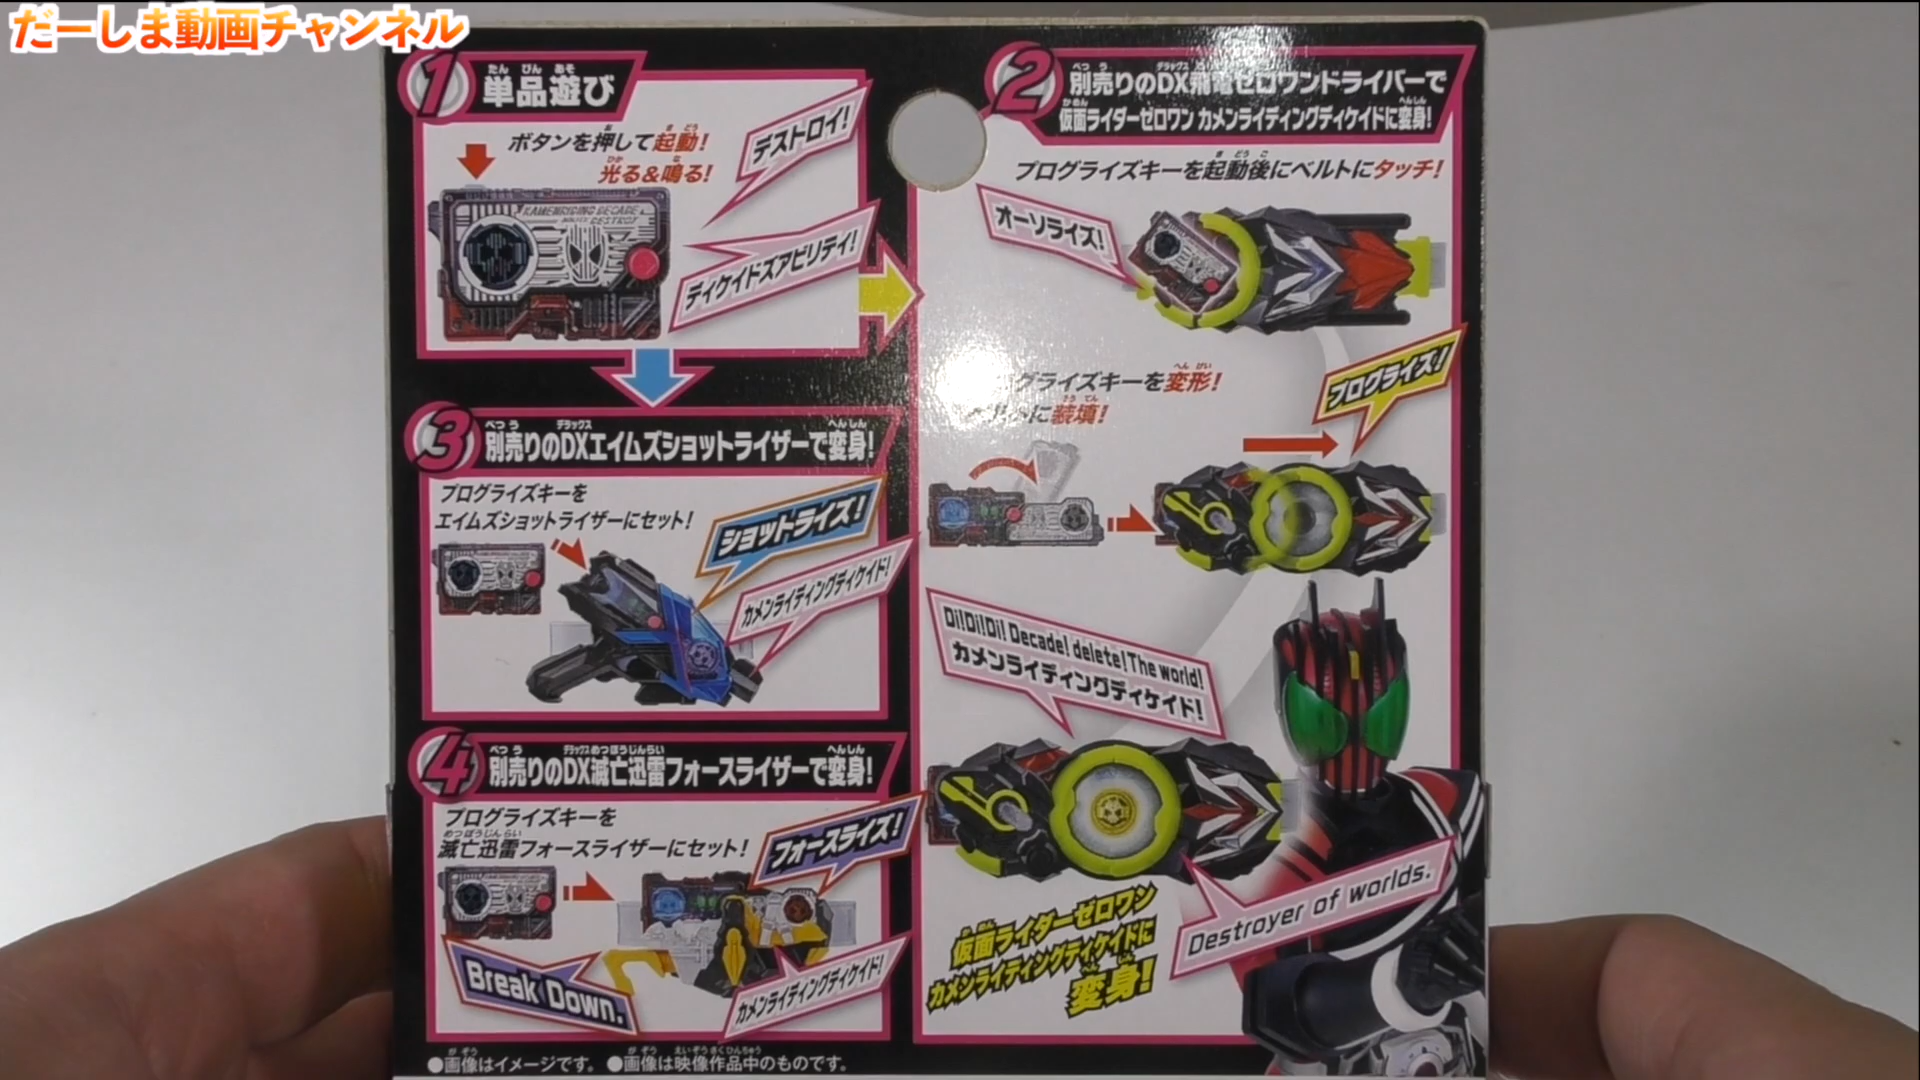 だーしま動画チャンネル
1 単品遊び
ボタンを押して起動!
光る&鳴る!
デストロイ!
KAMENRIDING DECADE
DESTROY
ディケイドズアビリティ!
2 別売りのDX飛電ゼロワンドライバーで
仮面ライダーゼロワン カメンライディングディケイドに変身!
プログライズキーを起動後にベルトにタッチ!
オーソライズ!
グライズキーを変形!
に装填!
プログライズ!
Di!Di!Di! Decade! delete! The world!
カメンライディングディケイド!
Destroyer of worlds.
仮面ライダーゼロワン
カメンライディングディケイドに
変身!
3 別売りのDXエイムズショットライザーで変身!
プログライズキーを
エイムズショットライザーにセット!
ショットライズ!
カメンライディングディケイド!
4 別売りのDX滅亡迅雷フォースライザーで変身!
プログライズキーを
滅亡迅雷フォースライザーにセット!
フォースライズ!
Break Down.
カメンライディングディケイド!
●画像はイメージです。 ●画像は映像作品中のものです。